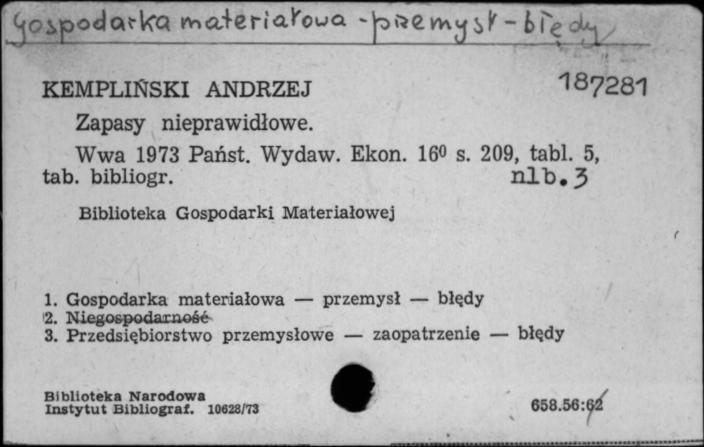 Gospodarka materiałowa - przemysł - błędy
187281
KEMPLIŃSKI ANDRZEJ
Zapasy nieprawidłowe.
Wwa 1973 Państ. Wydaw. Ekon. 16⁰ s. 209, tabl. 5,
tab. bibliogr. nlb. 3
Biblioteka Gospodarki Materiałowej
1. Gospodarka materiałowa — przemysł — błędy
2. Niegospodarność
3. Przedsiębiorstwo przemysłowe — zaopatrzenie — błędy
Biblioteka Narodowa
Instytut Bibliograf. 10628/73
658.56:62